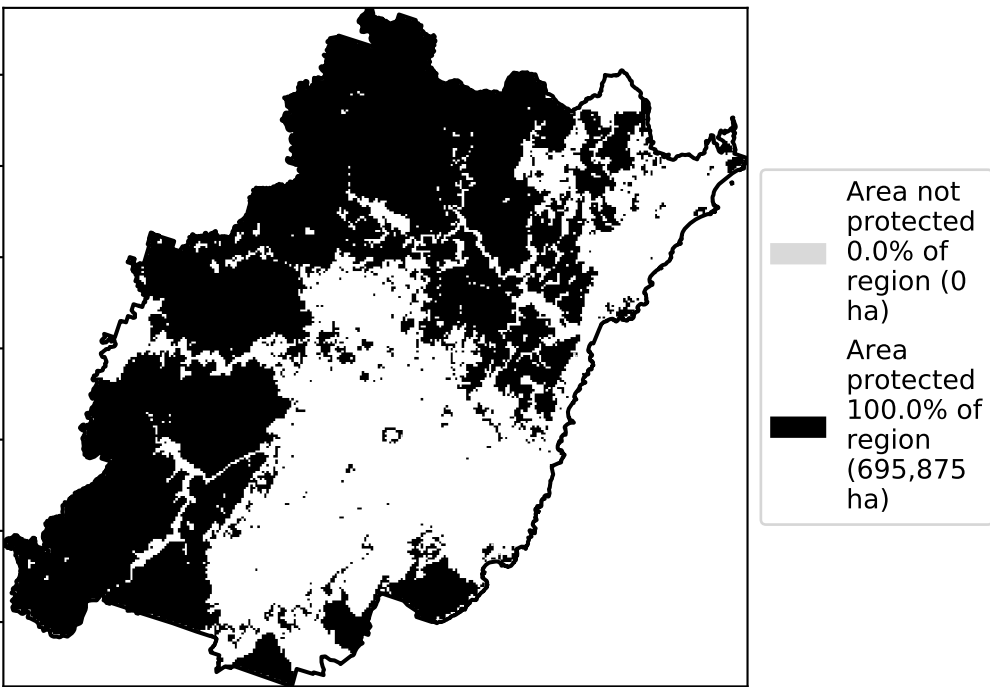 Area not
protected
0.0% of
region (0
ha)
Area
protected
100.0% of
region
(695,875
ha)